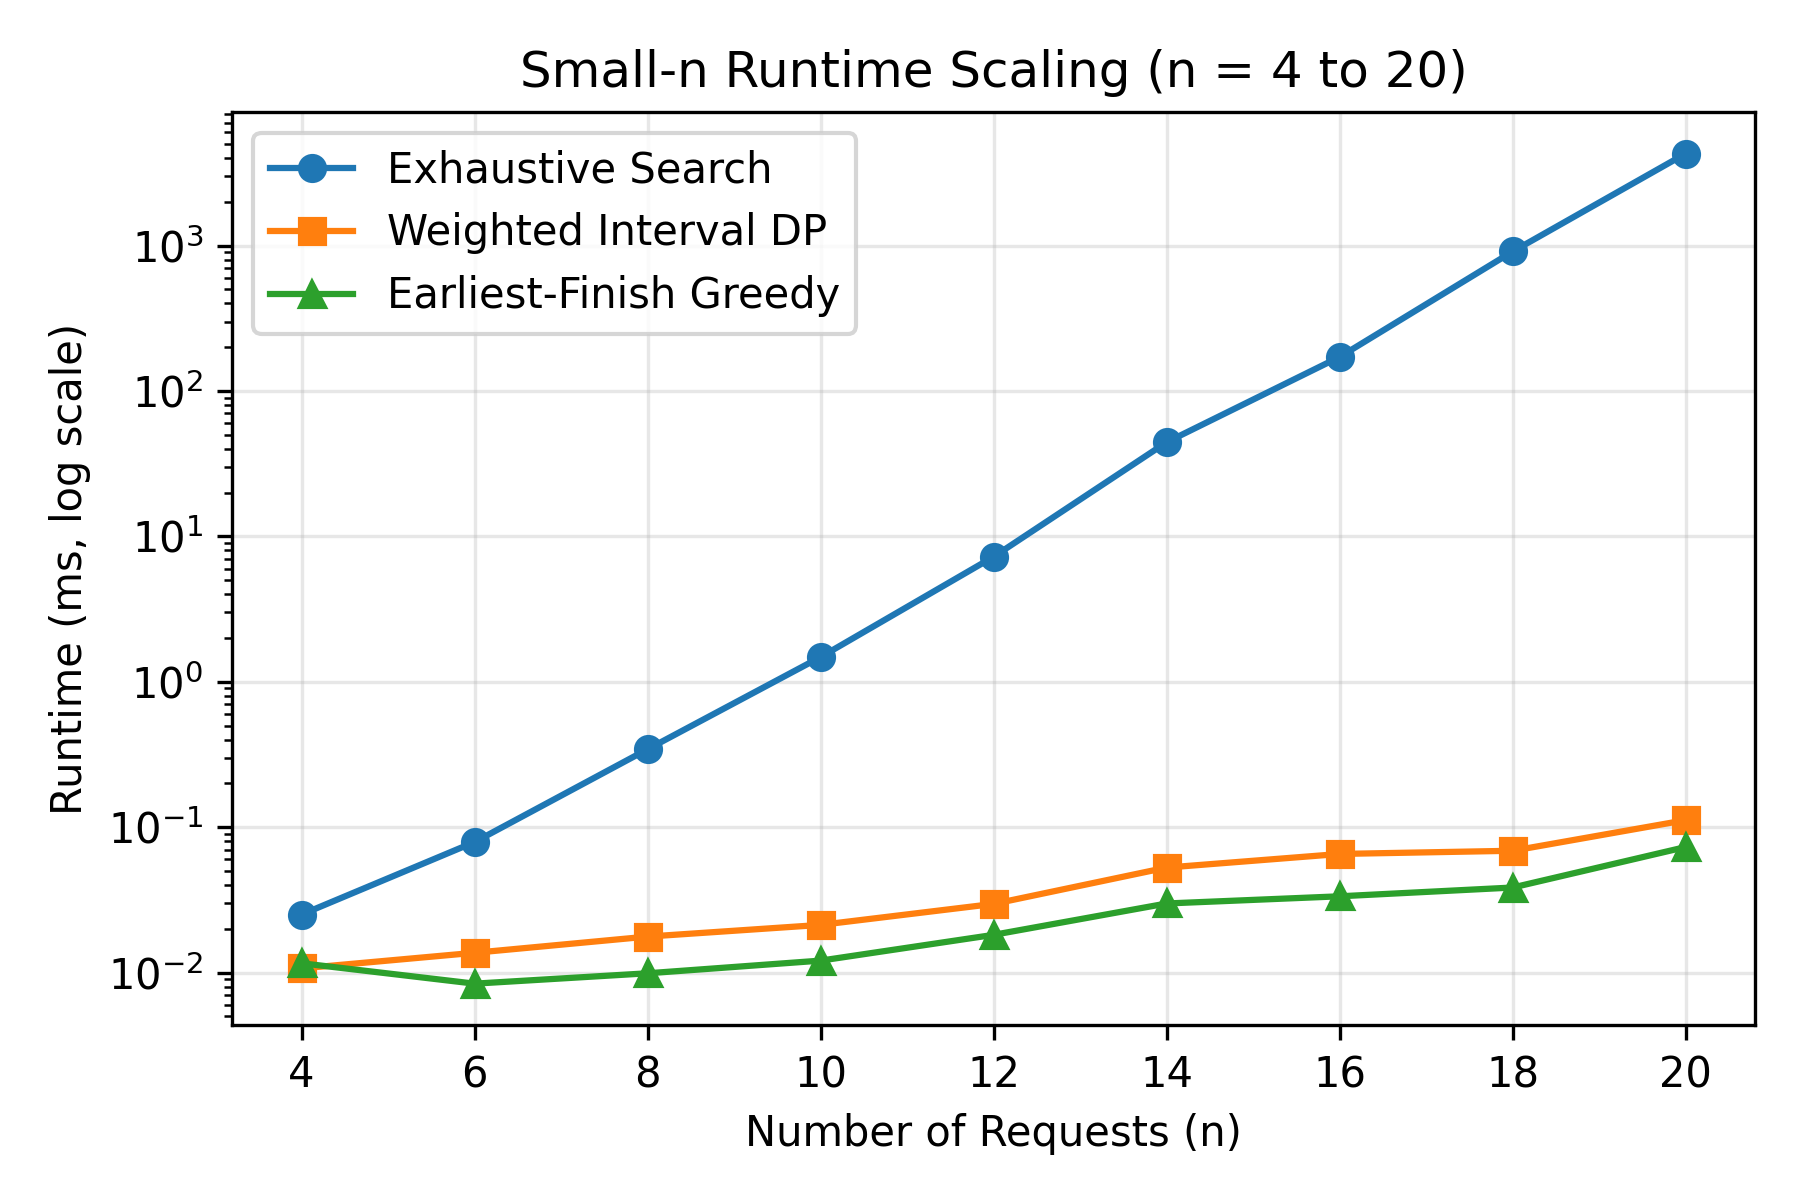 Small-n Runtime Scaling (n = 4 to 20)
Exhaustive Search
Weighted Interval DP
Earliest-Finish Greedy
Runtime (ms, log scale)
10³
10²
10¹
10⁰
10⁻¹
10⁻²
4 6 8 10 12 14 16 18 20
Number of Requests (n)